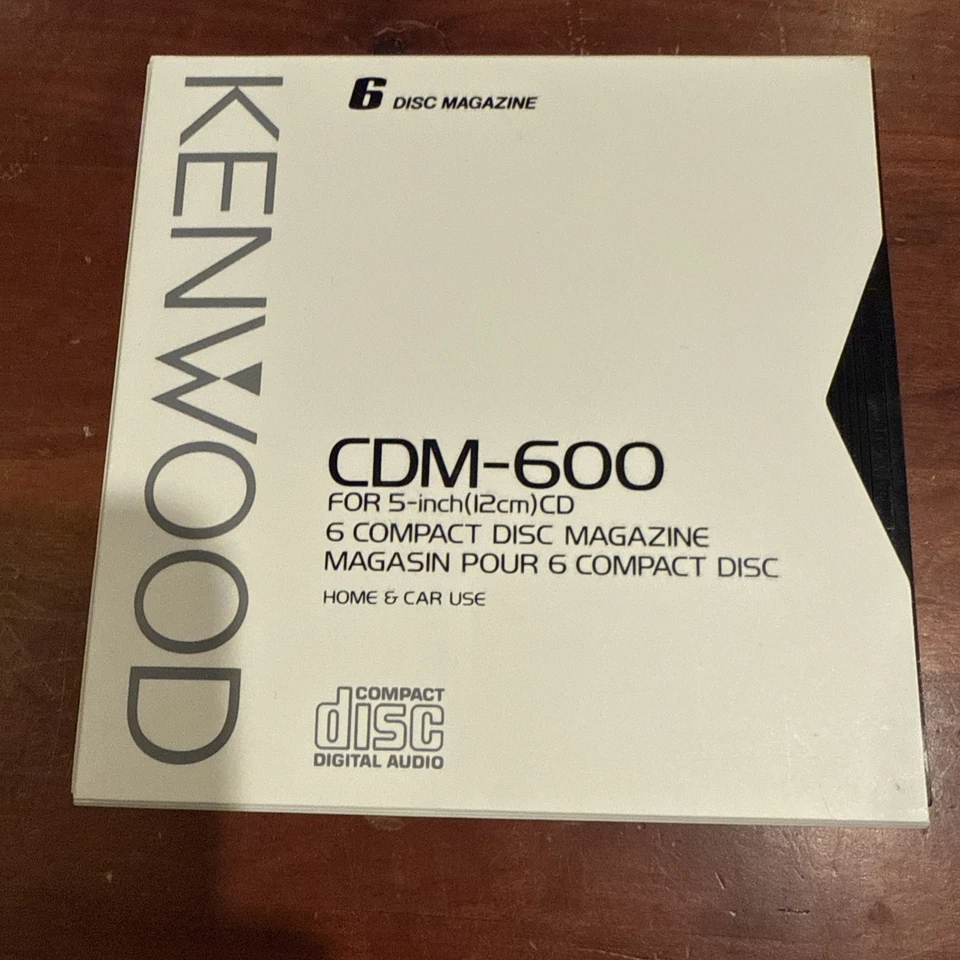 KENWOOD
6 DISC MAGAZINE
CDM-600
FOR 5-inch(12cm)CD
6 COMPACT DISC MAGAZINE
MAGASIN POUR 6 COMPACT DISC
HOME & CAR USE
COMPACT
disc
DIGITAL AUDIO